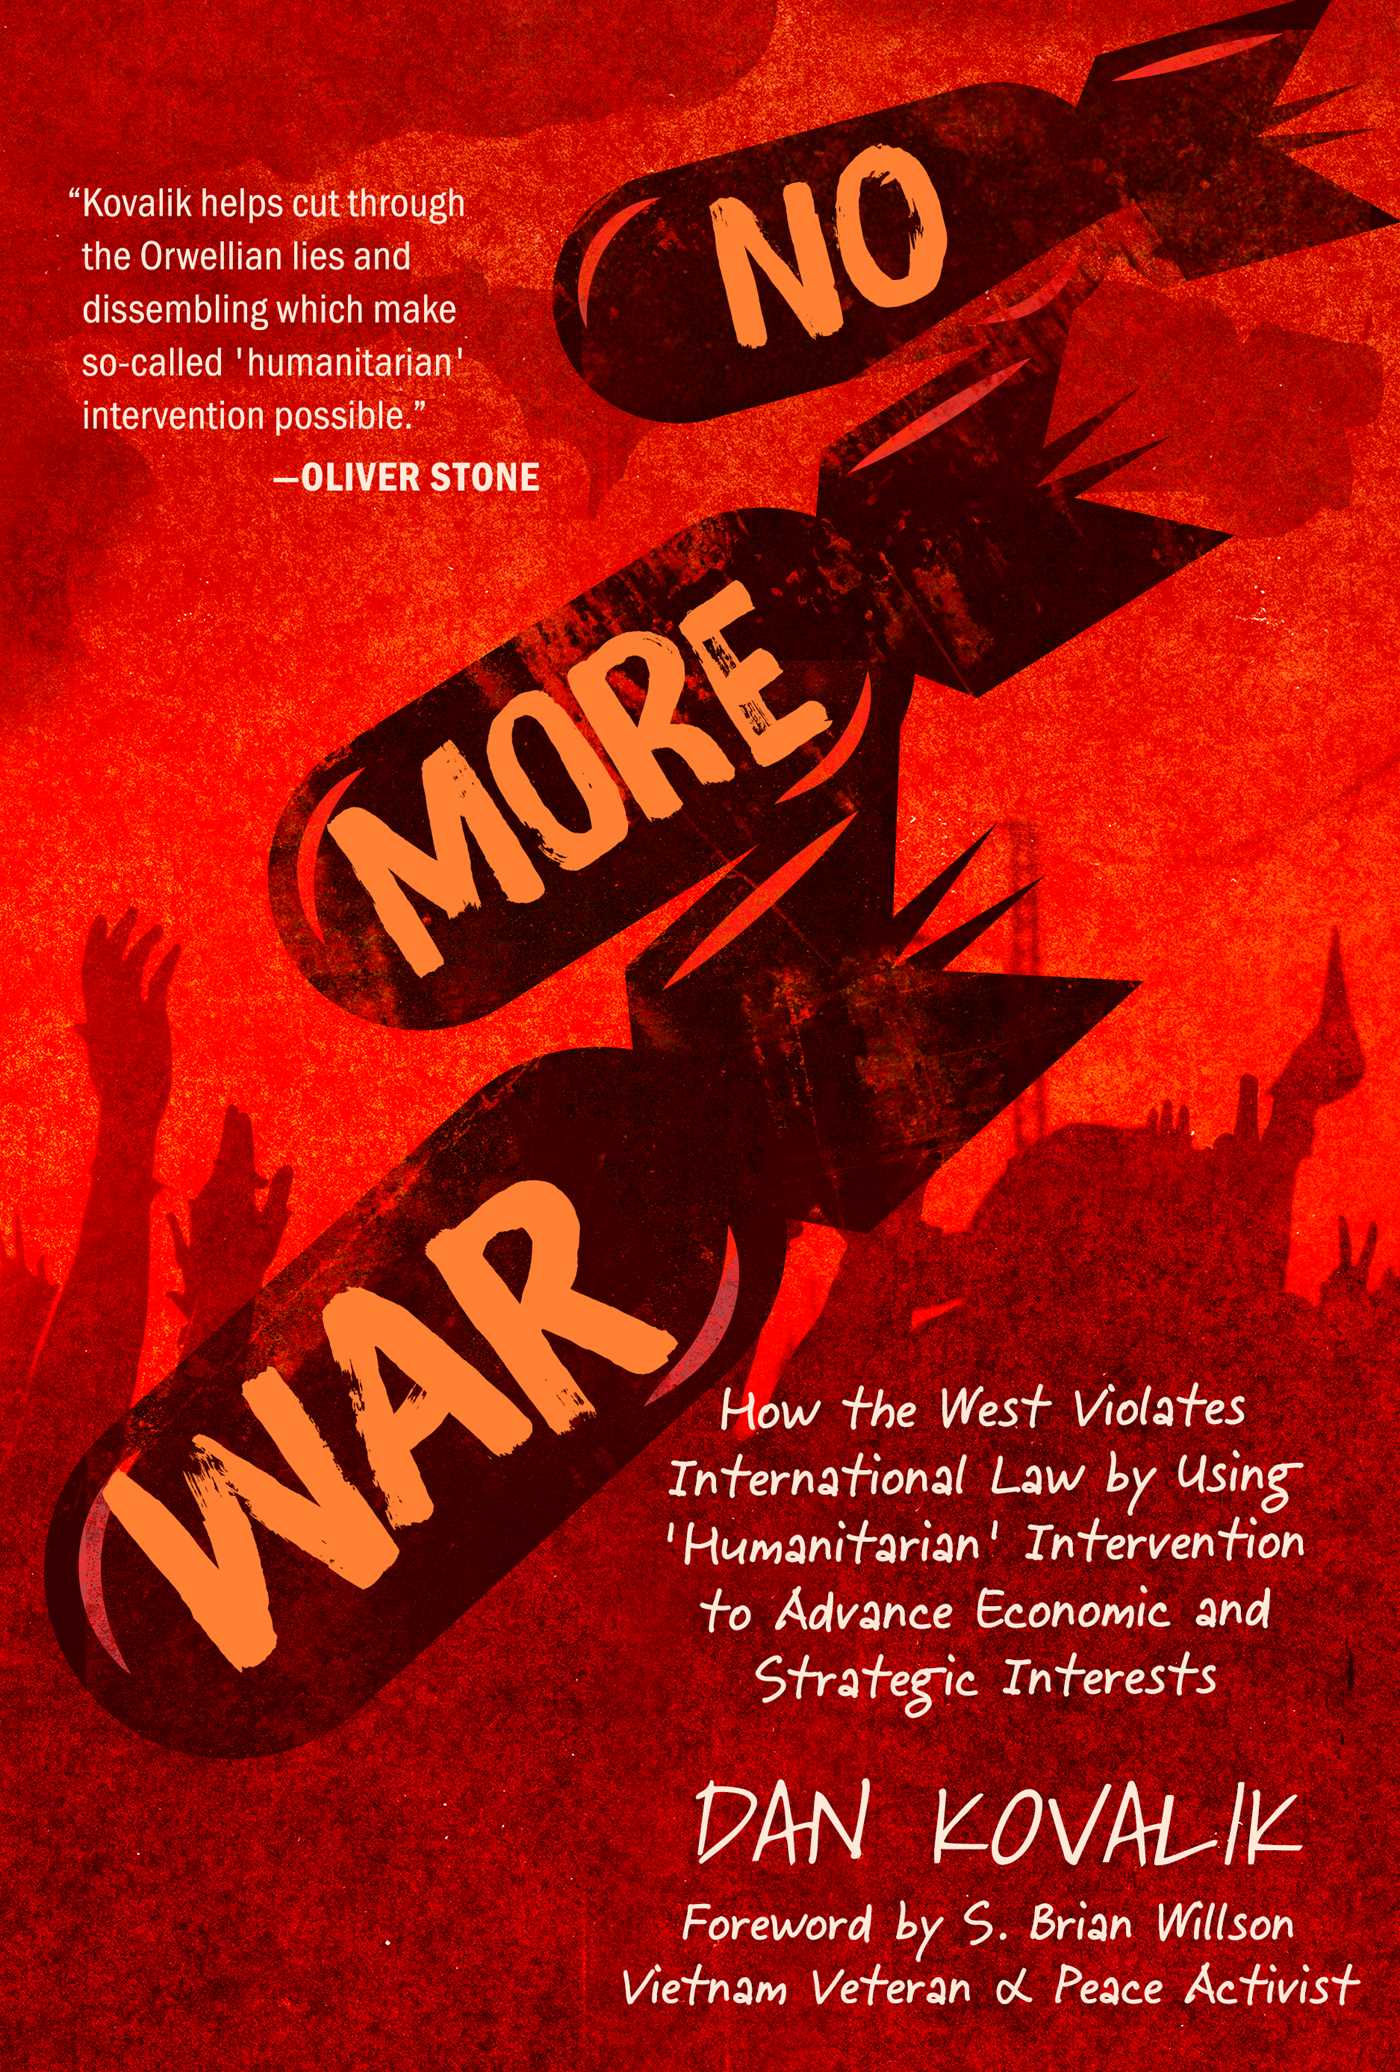 “Kovalik helps cut through
the Orwellian lies and
dissembling which make
so-called 'humanitarian'
intervention possible.”
—OLIVER STONE
NO
MORE
WAR
How the West Violates
International Law by Using
'Humanitarian' Intervention
to Advance Economic and
Strategic Interests
DAN KOVALIK
Foreword by S. Brian Willson
Vietnam Veteran & Peace Activist